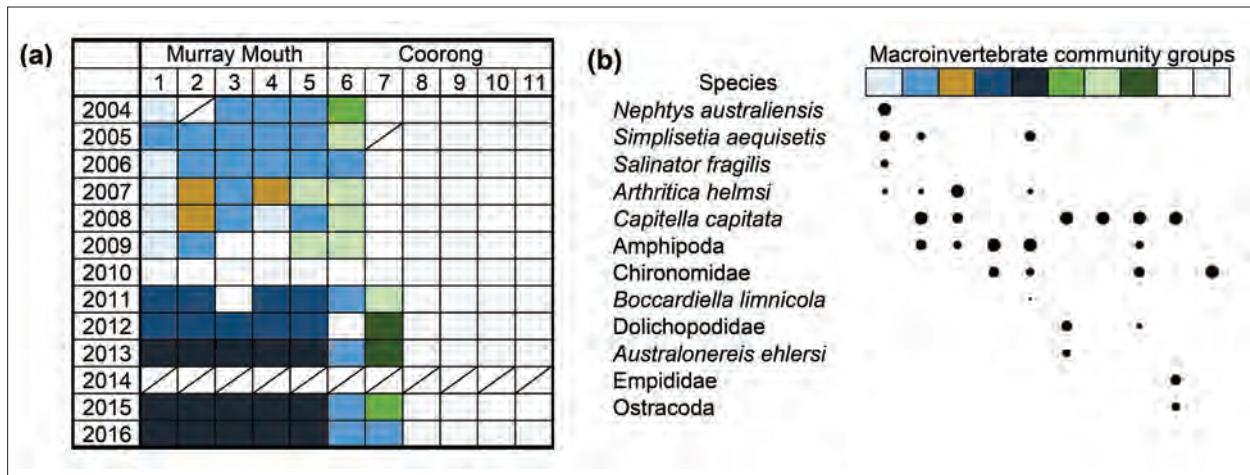 (a)
Murray Mouth Coorong
1 2 3 4 5 6 7 8 9 10 11
2004
2005
2006
2007
2008
2009
2010
2011
2012
2013
2014
2015
2016
(b)
Macroinvertebrate community groups
Species
Nephtys australiensis
Simplisetia aequisetis
Salinator fragilis
Arthritica helmsi
Capitella capitata
Amphipoda
Chironomidae
Boccardiella limnicola
Dolichopodidae
Australonereis ehlersi
Empididae
Ostracoda